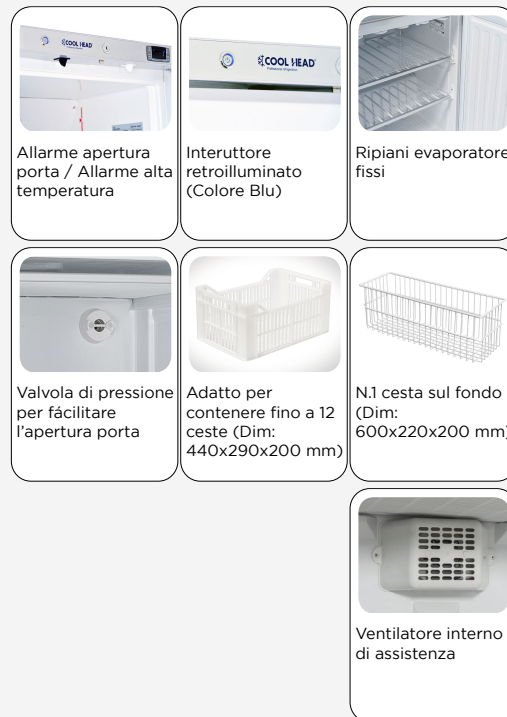 COOL HEAD
COOL HEAD
Allarme apertura
porta / Allarme alta
temperatura
Interuttore
retroilluminato
(Colore Blu)
Ripiani evaporatore
fissi
Valvola di pressione
per fácilitare
l'apertura porta
Adatto per
contenere fino a 12
ceste (Dim:
440x290x200 mm)
N.1 cesta sul fondo
(Dim:
600x220x200 mm)
Ventilatore interno
di assistenza